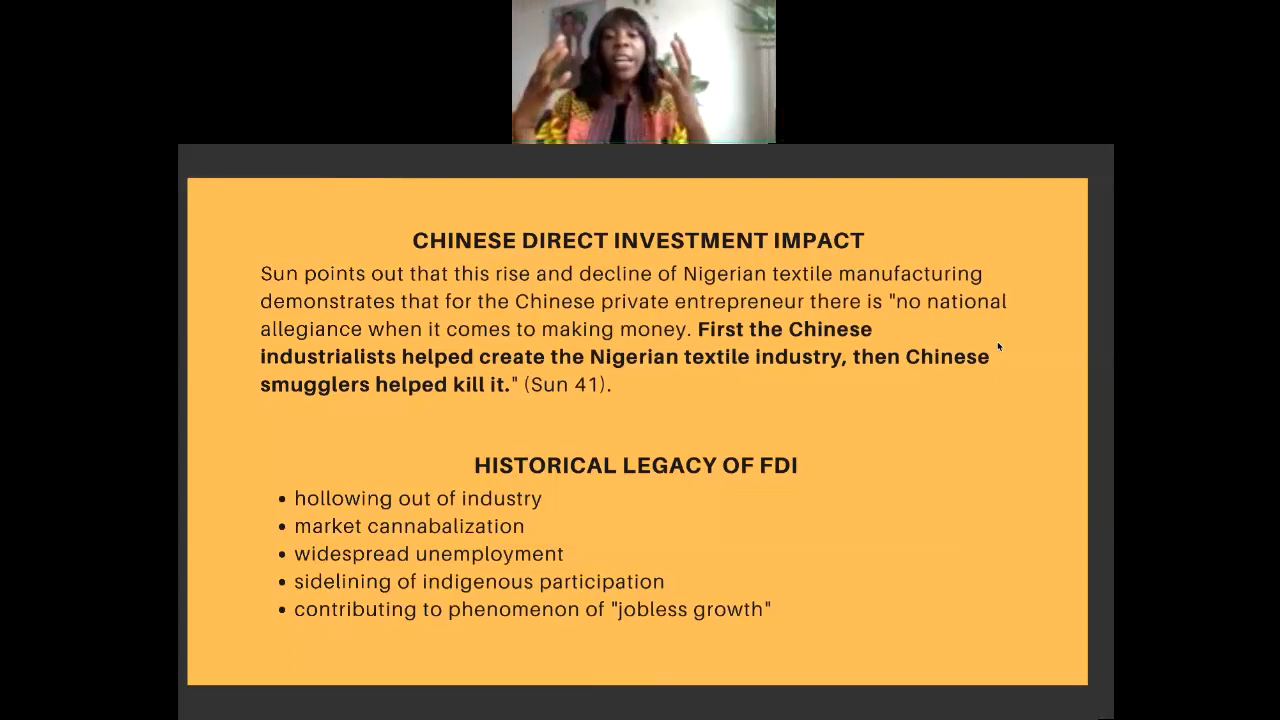 CHINESE DIRECT INVESTMENT IMPACT
Sun points out that this rise and decline of Nigerian textile manufacturing
demonstrates that for the Chinese private entrepreneur there is "no national
allegiance when it comes to making money. First the Chinese
industrialists helped create the Nigerian textile industry, then Chinese
smugglers helped kill it." (Sun 41).
HISTORICAL LEGACY OF FDI
• hollowing out of industry
• market cannabalization
• widespread unemployment
• sidelining of indigenous participation
• contributing to phenomenon of "jobless growth"